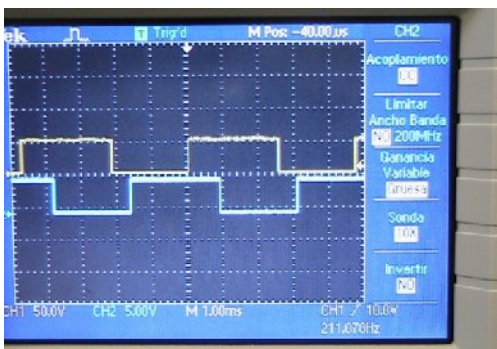 ek T Trig'd M Pos: -40.00µs CH2
Acoplamiento
CC
Limitar
Ancho Banda
NO 200MHz
Ganancia
Variable
Gruesa
Sonda
10X
Invertir
NO
CH1 50.0V CH2 5.00V M 1.00ms CH1 / 10.0V
211.070Hz